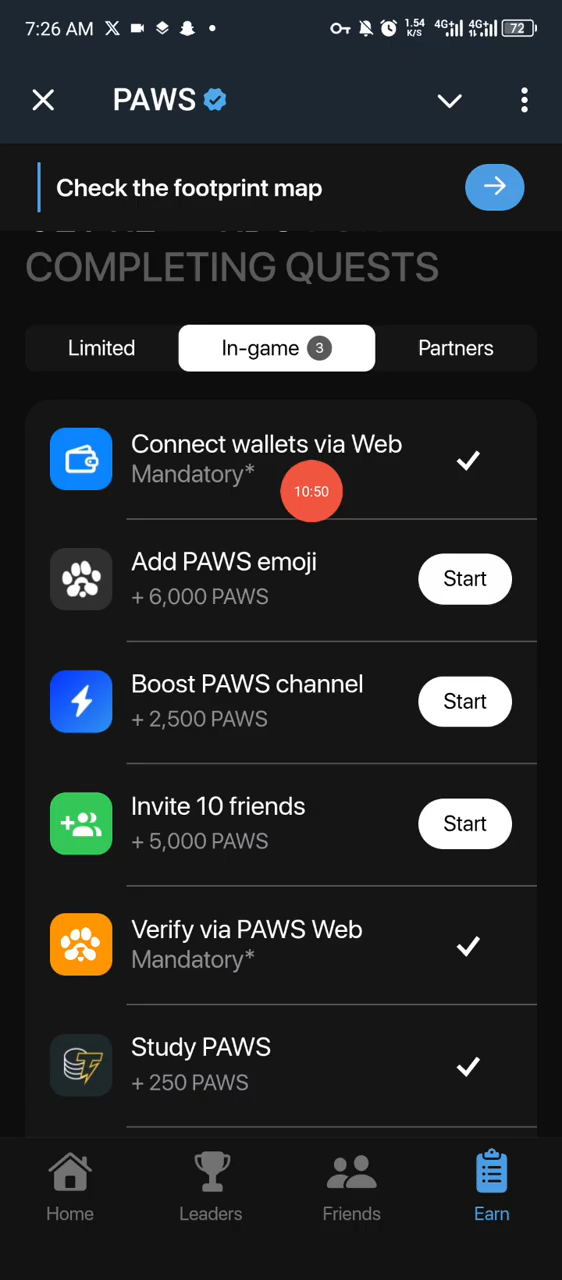 7:26 AM
1.54 K/S 4G+ 4G+ 72
PAWS
Check the footprint map
COMPLETING QUESTS
Limited
In-game 3
Partners
Connect wallets via Web
Mandatory*
10:50
Add PAWS emoji
+ 6,000 PAWS
Start
Boost PAWS channel
+ 2,500 PAWS
Start
Invite 10 friends
+ 5,000 PAWS
Start
Verify via PAWS Web
Mandatory*
Study PAWS
+ 250 PAWS
Home
Leaders
Friends
Earn